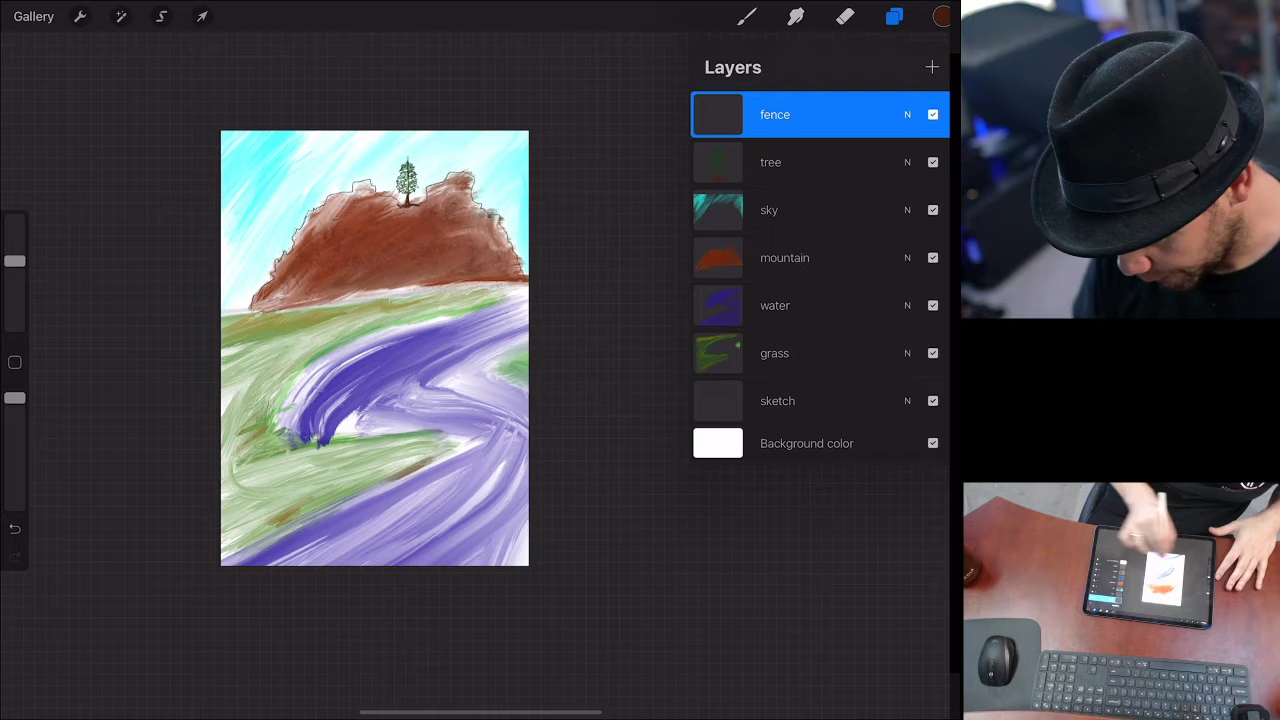 Gallery
Layers
fence N
tree N
sky N
mountain N
water N
grass N
sketch N
Background color